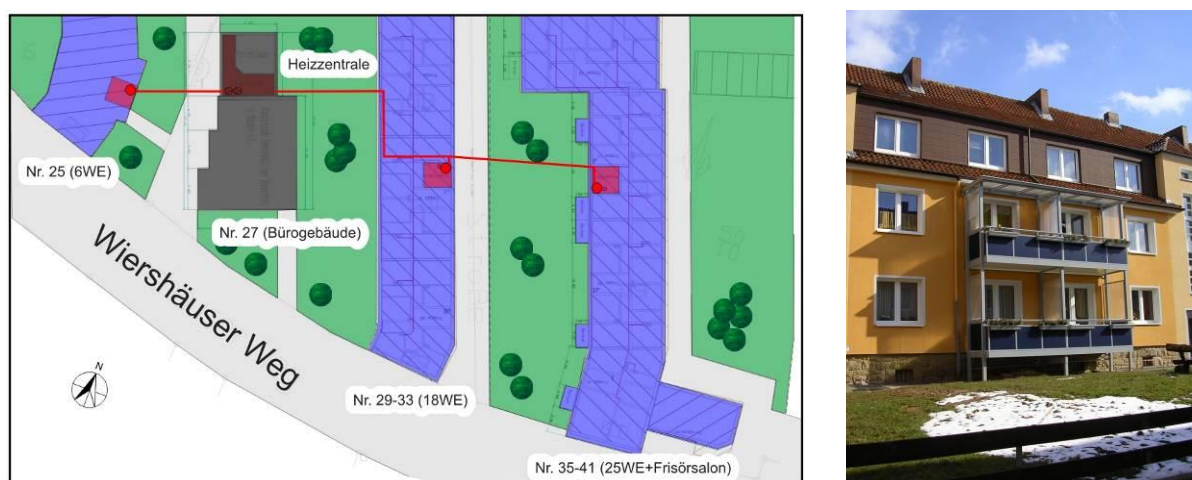 Heizzentrale
Nr. 25 (6WE)
Nr. 27 (Bürogebäude)
Wiershäuser Weg
N
Nr. 29-33 (18WE)
Nr. 35-41 (25WE+Frisörsalon)